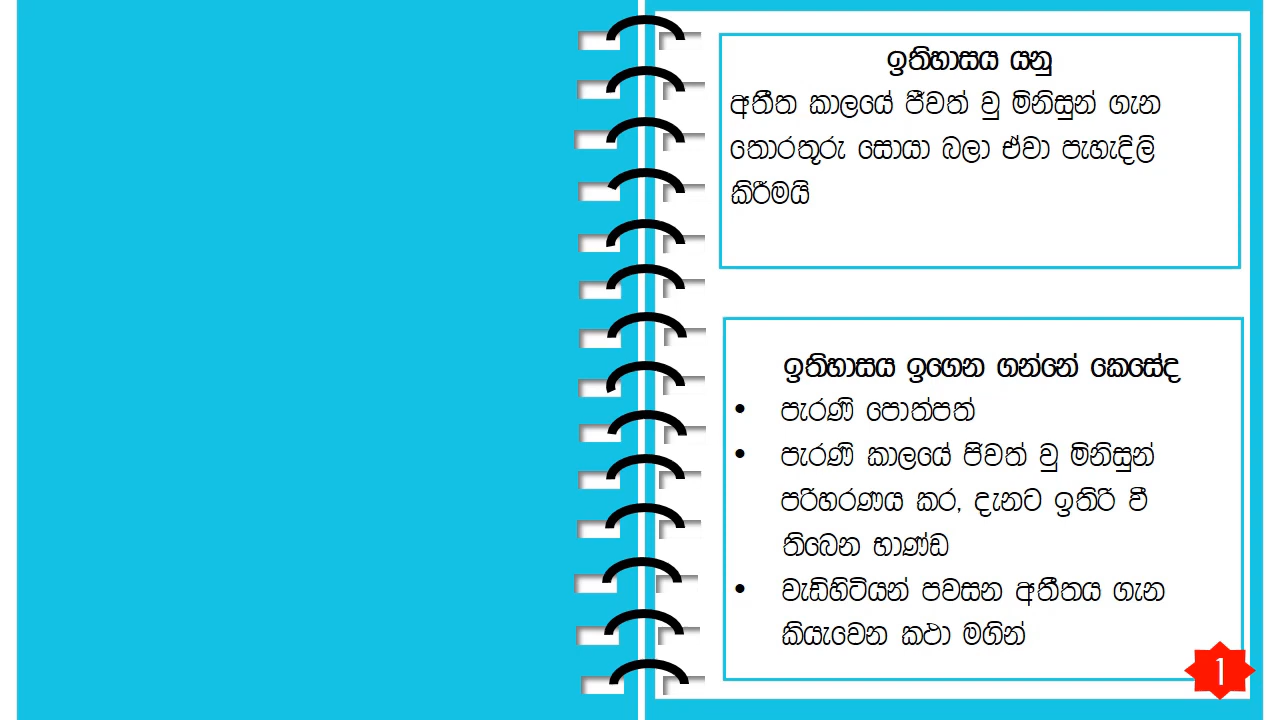 ඉතිහාසය යනු
අතීත කාලයේ ජීවත් වු මිනිසුන් ගැන
තොරතූරු සොයා බලා ඒවා පැහැදිලි
කිරීමයි
ඉතිහාසය ඉගෙන ගන්නේ කෙසේද
• පැරණි පොත්පත්
• පැරණි කාලයේ ජිවත් වු මිනිසුන්
පරිහරණය කර, දැනට ඉතිරි වී
තිබෙන භාණ්ඩ
• වැඩිහිටියන් පවසන අතීතය ගැන
කියැවෙන කථා මගින්
1